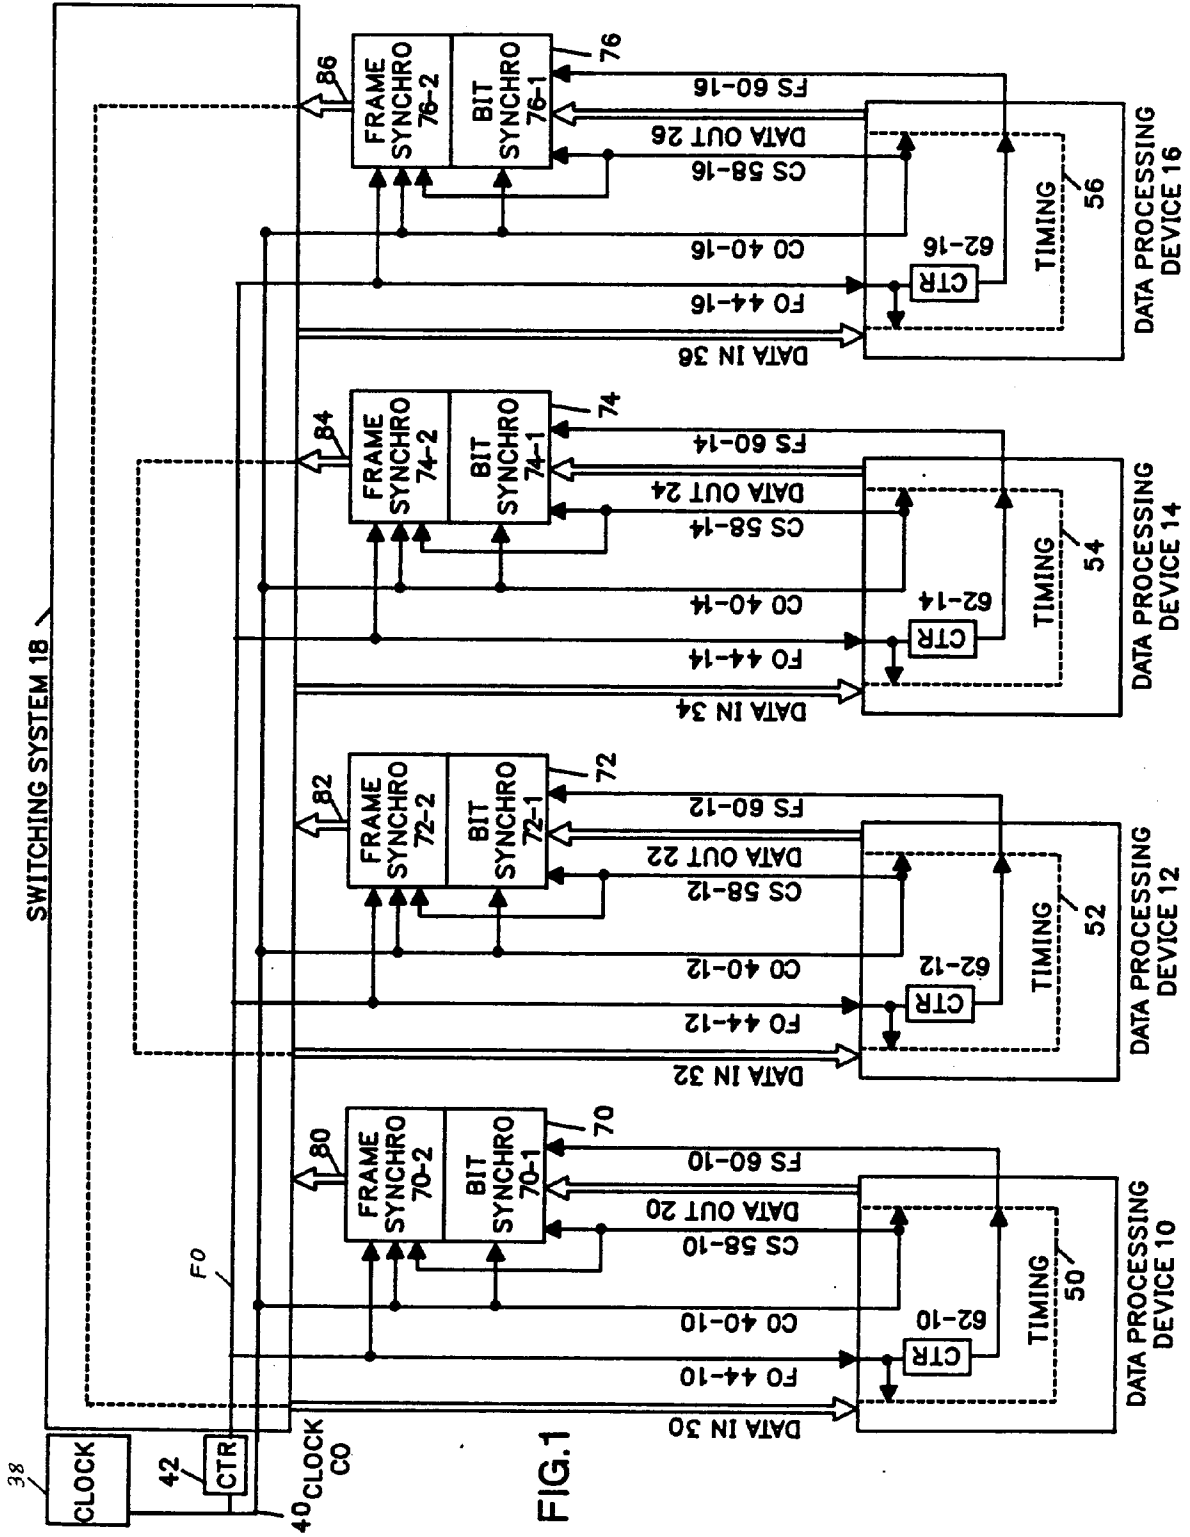 SWITCHING SYSTEM 18
38
CLOCK
42
CTR
40
CLOCK
CO
FO
80
FRAME
SYNCHRO
70-2
BIT
SYNCHRO
70-1
70
DATA IN 30
FO 44-10
CO 40-10
CS 58-10
DATA OUT 20
FS 60-10
CTR
62-10
TIMING
50
DATA PROCESSING
DEVICE 10
82
FRAME
SYNCHRO
72-2
BIT
SYNCHRO
72-1
72
DATA IN 32
FO 44-12
CO 40-12
CS 58-12
DATA OUT 22
FS 60-12
CTR
62-12
TIMING
52
DATA PROCESSING
DEVICE 12
84
FRAME
SYNCHRO
74-2
BIT
SYNCHRO
74-1
74
DATA IN 34
FO 44-14
CO 40-14
CS 58-14
DATA OUT 24
FS 60-14
CTR
62-14
TIMING
54
DATA PROCESSING
DEVICE 14
86
FRAME
SYNCHRO
76-2
BIT
SYNCHRO
76-1
76
DATA IN 36
FO 44-16
CO 40-16
CS 58-16
DATA OUT 26
FS 60-16
CTR
62-16
TIMING
56
DATA PROCESSING
DEVICE 16
FIG.1